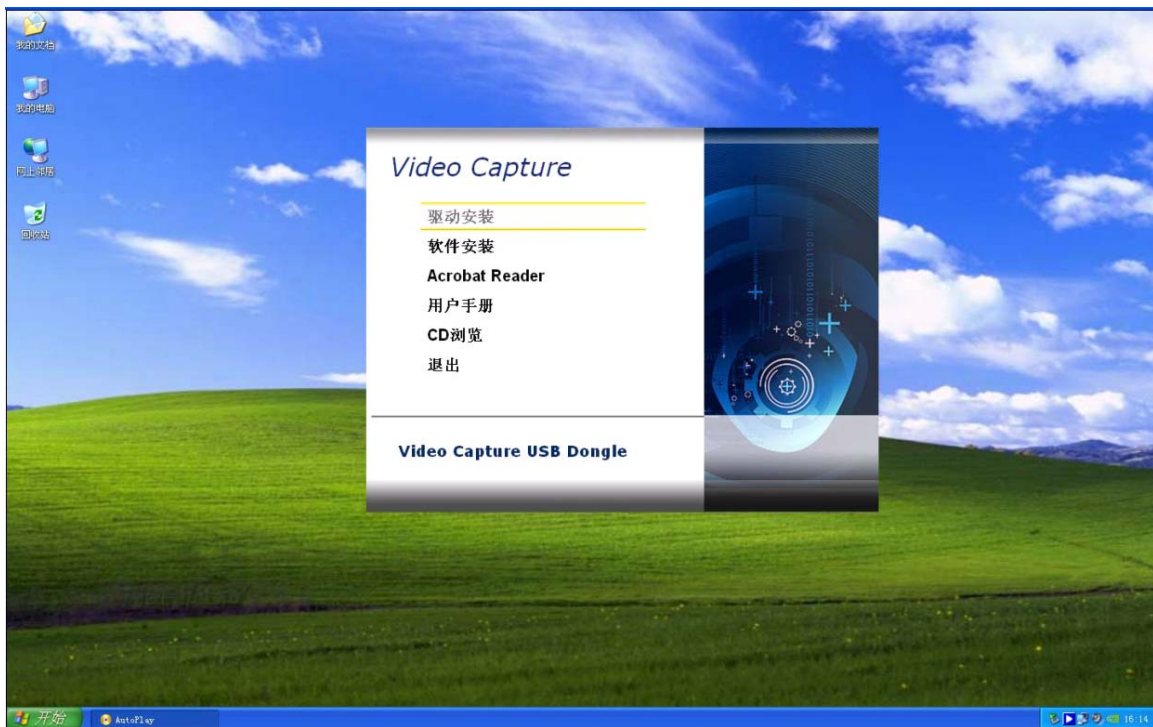 我的文档
我的电脑
网上邻居
回收站
Video Capture
驱动安装
软件安装
Acrobat Reader
用户手册
CD浏览
退出
Video Capture USB Dongle
开始
AutoPlay
16:14